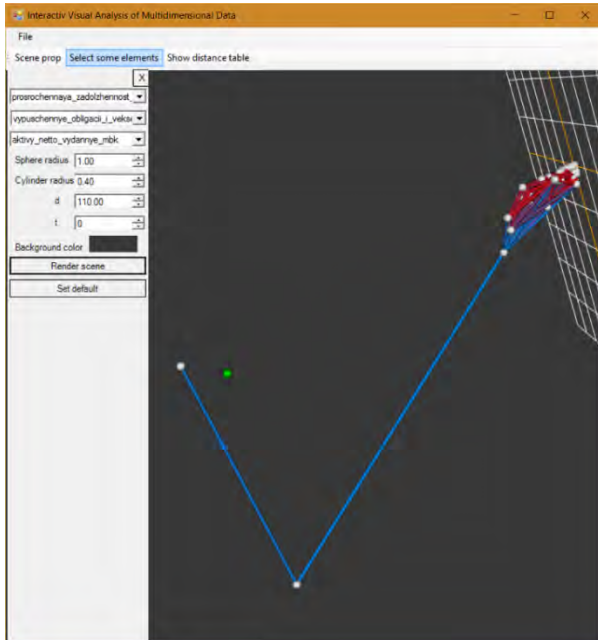 Interactiv Visual Analysis of Multidimensional Data
File
Scene prop Select some elements Show distance table
X
prosrochennaya_zadolzhennost
vypuschennye_obligacii_i_veks
aktivy_netto_vydannye_mbk
Sphere radius 1.00
Cylinder radius 0.40
d 110.00
t 0
Background color
Render scene
Set default